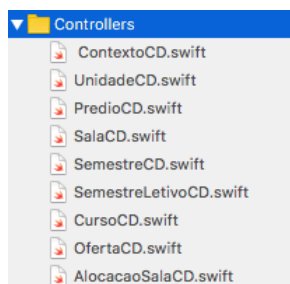 Controllers
ContextoCD.swift
UnidadeCD.swift
PredioCD.swift
SalaCD.swift
SemestreCD.swift
SemestreLetivoCD.swift
CursoCD.swift
OfertaCD.swift
AlocacaoSalaCD.swift